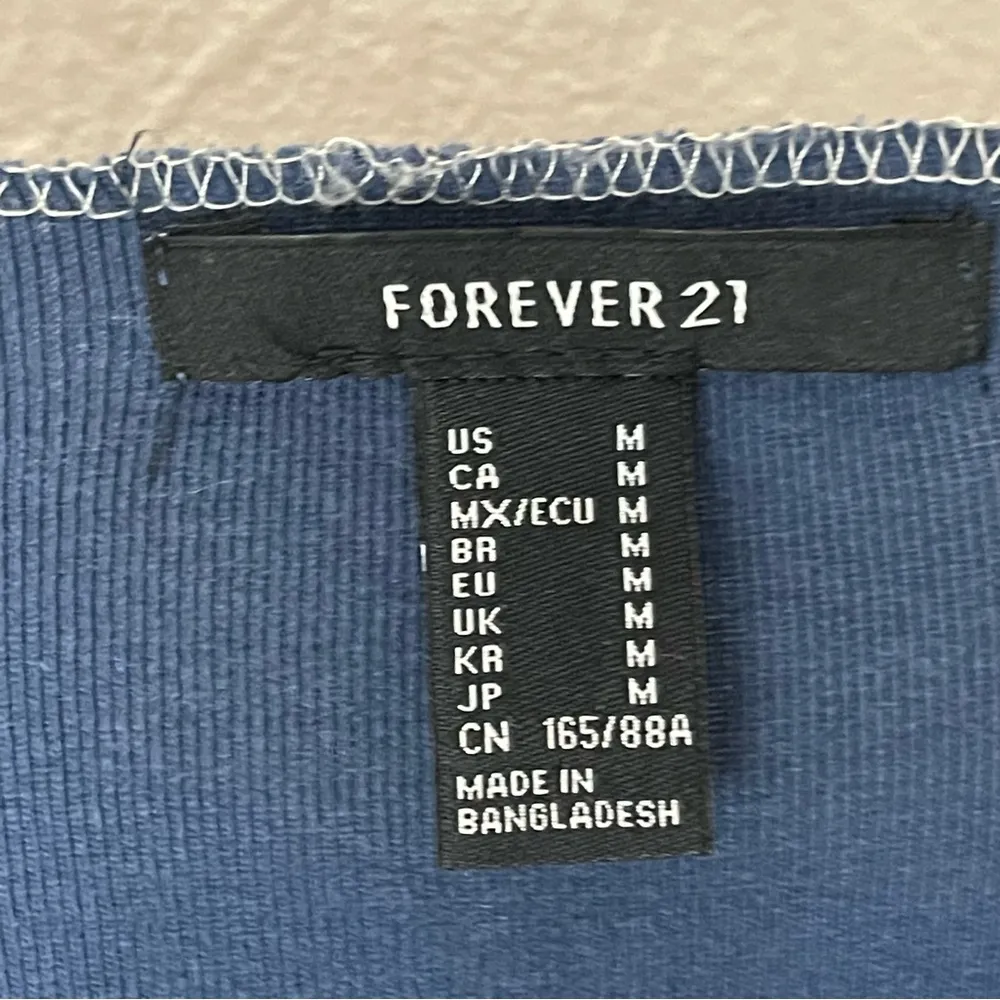 FOREVER 21
US M
CA M
MX/ECU M
BR M
EU M
UK M
KR M
JP M
CN 165/88A
MADE IN
BANGLADESH